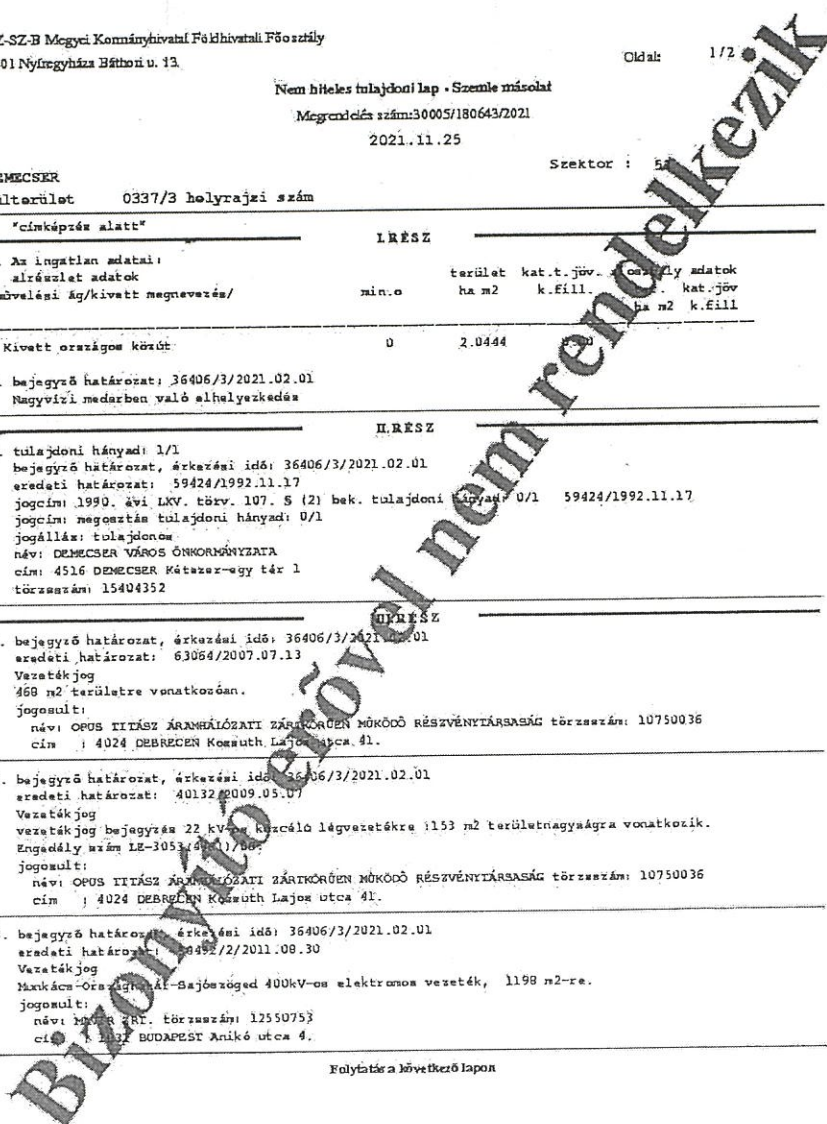 Z-SZ-B Megyei Kormányhivatal Földhivatali Főosztály
01 Nyíregyháza Báthori u. 13.
Oldal: 1/2
Nem hiteles tulajdoni lap - Szemle másolat
Megrendelés szám:30005/180643/2021
2021.11.25
Szektor :
EMECSER
ülterület 0337/3 helyrajzi szám
"címképzés alatt"
I.RÉSZ
. Az ingatlan adatai:
alrészlet adatok
terület kat.t.jöv. adatok
művelési ág/kivett megnevezés/ min.o ha m2 k.fill. kat.jöv
ha m2 k.fill
Kivett országos közút 0 2.0444
. bejegyző határozat: 36406/3/2021.02.01
Nagyvízi mederben való elhelyezkedés
II.RÉSZ
. tulajdoni hányad: 1/1
bejegyző határozat, érkezési idő: 36406/3/2021.02.01
eredeti határozat: 59424/1992.11.17
jogcím: 1990. évi LXV. törv. 107. § (2) bek. tulajdoni hányad: 0/1 59424/1992.11.17
jogcím: megosztás tulajdoni hányad: 0/1
jogállás: tulajdonos
név: DEMECSER VÁROS ÖNKORMÁNYZATA
cím: 4516 DEMECSER Kétezer-egy tér 1
törzsszám: 15404352
III.RÉSZ
. bejegyző határozat, érkezési idő: 36406/3/2021.02.01
eredeti határozat: 63064/2007.07.13
Vezetékjog
468 m2 területre vonatkozóan.
jogosult:
név: OPUS TITÁSZ ÁRAMHÁLÓZATI ZÁRTKÖRŰEN MŰKÖDŐ RÉSZVÉNYTÁRSASÁG törzsszám: 10750036
cím : 4024 DEBRECEN Kossuth Lajos utca 41.
. bejegyző határozat, érkezési idő: 36406/3/2021.02.01
eredeti határozat: 40132/2009.05.07
Vezetékjog
vezetékjog bejegyzés 22 kV-os közcélú légvezetékre :153 m2 területnagyságra vonatkozik.
Engedély szám
jogosult:
név: OPUS TITÁSZ ÁRAMHÁLÓZATI ZÁRTKÖRŰEN MŰKÖDŐ RÉSZVÉNYTÁRSASÁG törzsszám: 10750036
cím : 4024 DEBRECEN Kossuth Lajos utca 41.
. bejegyző határozat, érkezési idő: 36406/3/2021.02.01
eredeti határozat:
Vezetékjog
Munkács-Országhatár-Sajószöged 400kV-os elektromos vezeték, 1198 m2-re.
jogosult:
név: MAVIR ZRT. törzsszám: 12550753
cím BUDAPEST Anikó utca 4.
Folytatás a következő lapon
Bizonyító erővel nem rendelkezik